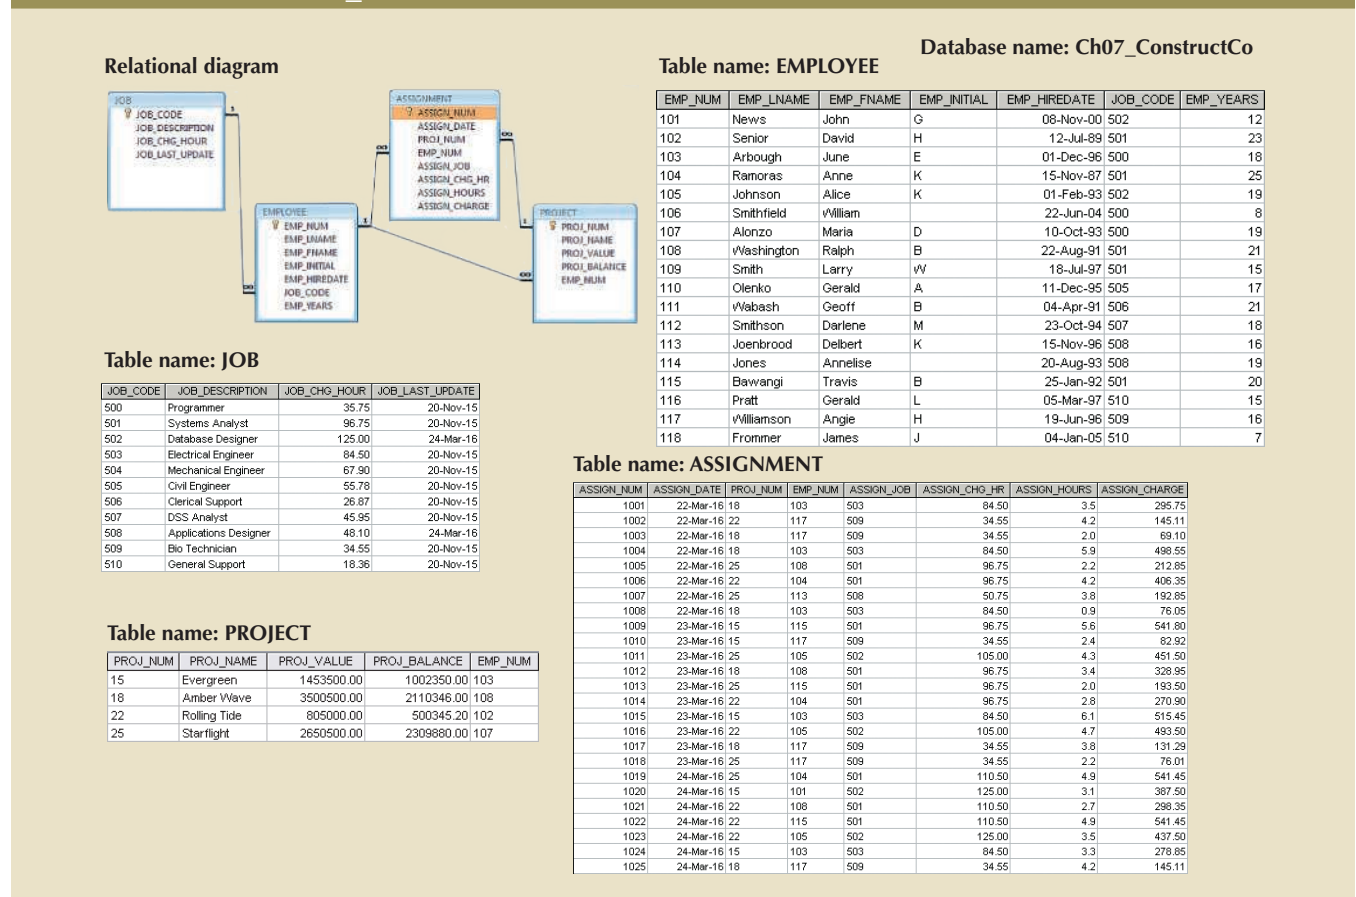 Database name: Ch07_ConstructCo
Relational diagram
JOB
JOB_CODE
JOB_DESCRIPTION
JOB_CHG_HOUR
JOB_LAST_UPDATE
1
∞
EMPLOYEE
EMP_NUM
EMP_LNAME
EMP_FNAME
EMP_INITIAL
EMP_HIREDATE
JOB_CODE
EMP_YEARS
1
∞
ASSIGNMENT
ASSIGN_NUM
ASSIGN_DATE
PROJ_NUM
EMP_NUM
ASSIGN_JOB
ASSIGN_CHG_HR
ASSIGN_HOURS
ASSIGN_CHARGE
∞
1
∞
PROJECT
PROJ_NUM
PROJ_NAME
PROJ_VALUE
PROJ_BALANCE
EMP_NUM
Table name: EMPLOYEE
EMP_NUM EMP_LNAME EMP_FNAME EMP_INITIAL EMP_HIREDATE JOB_CODE EMP_YEARS
101 News John G 08-Nov-00 502 12
102 Senior David H 12-Jul-89 501 23
103 Arbough June E 01-Dec-96 500 18
104 Ramoras Anne K 15-Nov-87 501 25
105 Johnson Alice K 01-Feb-93 502 19
106 Smithfield William 22-Jun-04 500 8
107 Alonzo Maria D 10-Oct-93 500 19
108 Washington Ralph B 22-Aug-91 501 21
109 Smith Larry W 18-Jul-97 501 15
110 Olenko Gerald A 11-Dec-95 505 17
111 Wabash Geoff B 04-Apr-91 506 21
112 Smithson Darlene M 23-Oct-94 507 18
113 Joenbrood Delbert K 15-Nov-96 508 16
114 Jones Annelise 20-Aug-93 508 19
115 Bawangi Travis B 25-Jan-92 501 20
116 Pratt Gerald L 05-Mar-97 510 15
117 Williamson Angie H 19-Jun-96 509 16
118 Frommer James J 04-Jan-05 510 7
Table name: JOB
JOB_CODE JOB_DESCRIPTION JOB_CHG_HOUR JOB_LAST_UPDATE
500 Programmer 35.75 20-Nov-15
501 Systems Analyst 96.75 20-Nov-15
502 Database Designer 125.00 24-Mar-16
503 Electrical Engineer 84.50 20-Nov-15
504 Mechanical Engineer 67.90 20-Nov-15
505 Civil Engineer 55.78 20-Nov-15
506 Clerical Support 26.87 20-Nov-15
507 DSS Analyst 45.95 20-Nov-15
508 Applications Designer 48.10 24-Mar-16
509 Bio Technician 34.55 20-Nov-15
510 General Support 18.36 20-Nov-15
Table name: PROJECT
PROJ_NUM PROJ_NAME PROJ_VALUE PROJ_BALANCE EMP_NUM
15 Evergreen 1453500.00 1002350.00 103
18 Amber Wave 3500500.00 2110346.00 108
22 Rolling Tide 805000.00 500345.20 102
25 Starflight 2650500.00 2309880.00 107
Table name: ASSIGNMENT
ASSIGN_NUM ASSIGN_DATE PROJ_NUM EMP_NUM ASSIGN_JOB ASSIGN_CHG_HR ASSIGN_HOURS ASSIGN_CHARGE
1001 22-Mar-16 18 103 503 84.50 3.5 295.75
1002 22-Mar-16 22 117 509 34.55 4.2 145.11
1003 22-Mar-16 18 117 509 34.55 2.0 69.10
1004 22-Mar-16 18 103 503 84.50 5.9 498.55
1005 22-Mar-16 25 108 501 96.75 2.2 212.85
1006 22-Mar-16 22 104 501 96.75 4.2 406.35
1007 22-Mar-16 25 113 508 50.75 3.8 192.85
1008 22-Mar-16 18 103 503 84.50 0.9 76.05
1009 23-Mar-16 15 115 501 96.75 5.6 541.80
1010 23-Mar-16 15 117 509 34.55 2.4 82.92
1011 23-Mar-16 25 105 502 105.00 4.3 451.50
1012 23-Mar-16 18 108 501 96.75 3.4 328.95
1013 23-Mar-16 25 115 501 96.75 2.0 193.50
1014 23-Mar-16 22 104 501 96.75 2.8 270.90
1015 23-Mar-16 15 103 503 84.50 6.1 515.45
1016 23-Mar-16 22 105 502 105.00 4.7 493.50
1017 23-Mar-16 18 117 509 34.55 3.8 131.29
1018 23-Mar-16 25 117 509 34.55 2.2 76.01
1019 24-Mar-16 25 104 501 110.50 4.9 541.45
1020 24-Mar-16 15 101 502 125.00 3.1 387.50
1021 24-Mar-16 22 108 501 110.50 2.7 298.35
1022 24-Mar-16 22 115 501 110.50 4.9 541.45
1023 24-Mar-16 22 105 502 125.00 3.5 437.50
1024 24-Mar-16 15 103 503 84.50 3.3 278.85
1025 24-Mar-16 18 117 509 34.55 4.2 145.11